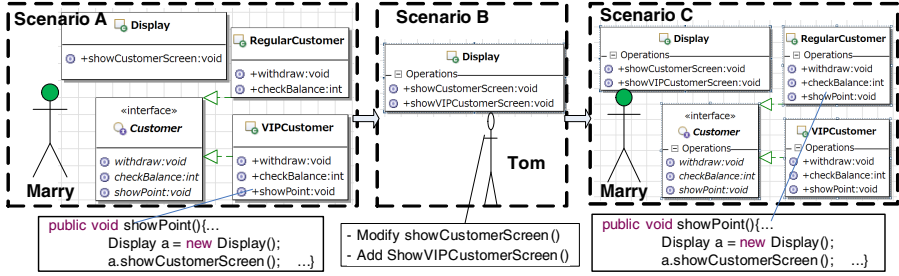 Scenario A
Display
+showCustomerScreen:void
RegularCustomer
+withdraw:void
+checkBalance:int
«interface»
Customer
withdraw:void
checkBalance:int
showPoint:void
VIPCustomer
+withdraw:void
+checkBalance:int
+showPoint:void
Marry
public void showPoint(){...
Display a = new Display();
a.showCustomerScreen(); ...}
Scenario B
Display
Operations
+showCustomerScreen:void
+showVIPCustomerScreen:void
Tom
- Modify showCustomerScreen()
- Add ShowVIPCustomerScreen()
Scenario C
Display
Operations
+showCustomerScreen:void
+showVIPCustomerScreen:void
RegularCustomer
Operations
+withdraw:void
+checkBalance:int
+showPoint:void
«interface»
Customer
Operations
withdraw:void
checkBalance:int
showPoint:void
VIPCustomer
Operations
+withdraw:void
+checkBalance:int
+showPoint:void
Marry
public void showPoint(){...
Display a = new Display();
a.showCustomerScreen(); ...}